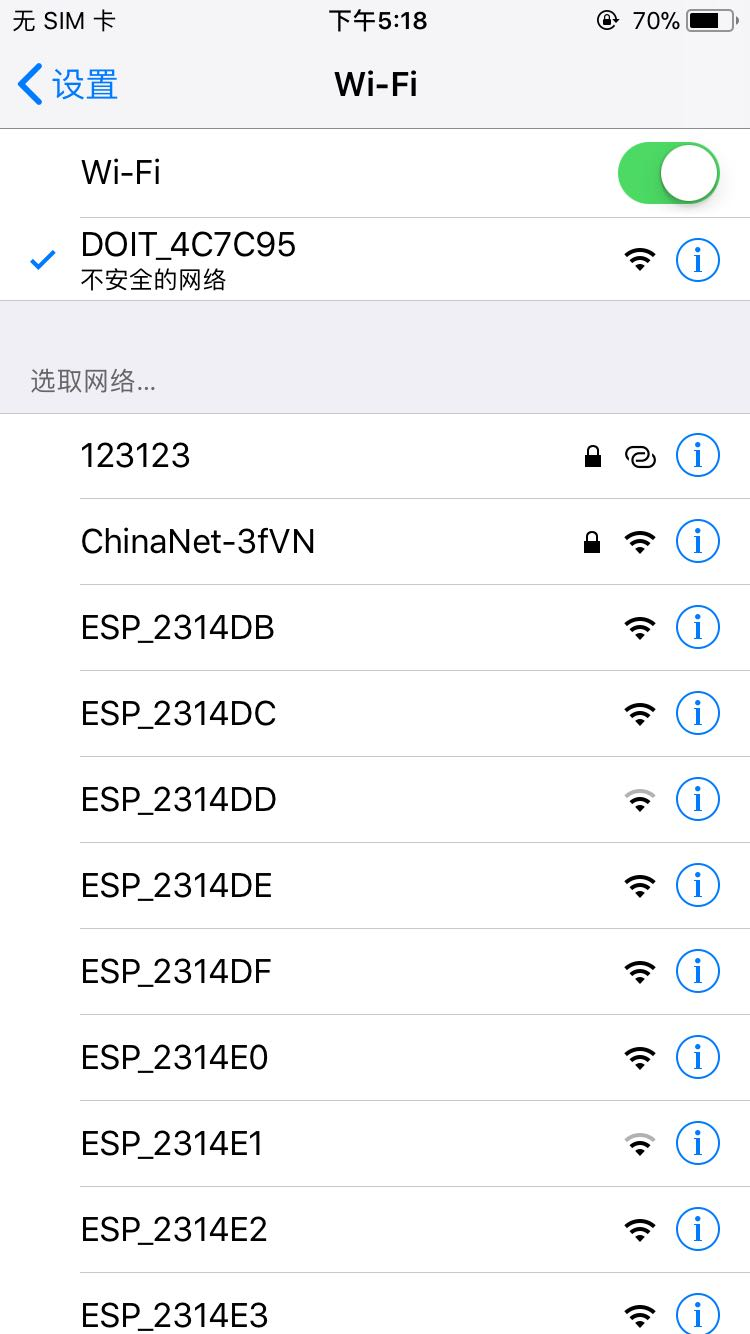 无 SIM 卡 下午5:18 70%
设置 Wi-Fi
Wi-Fi
DOIT_4C7C95
不安全的网络
选取网络...
123123
ChinaNet-3fVN
ESP_2314DB
ESP_2314DC
ESP_2314DD
ESP_2314DE
ESP_2314DF
ESP_2314E0
ESP_2314E1
ESP_2314E2
ESP_2314E3